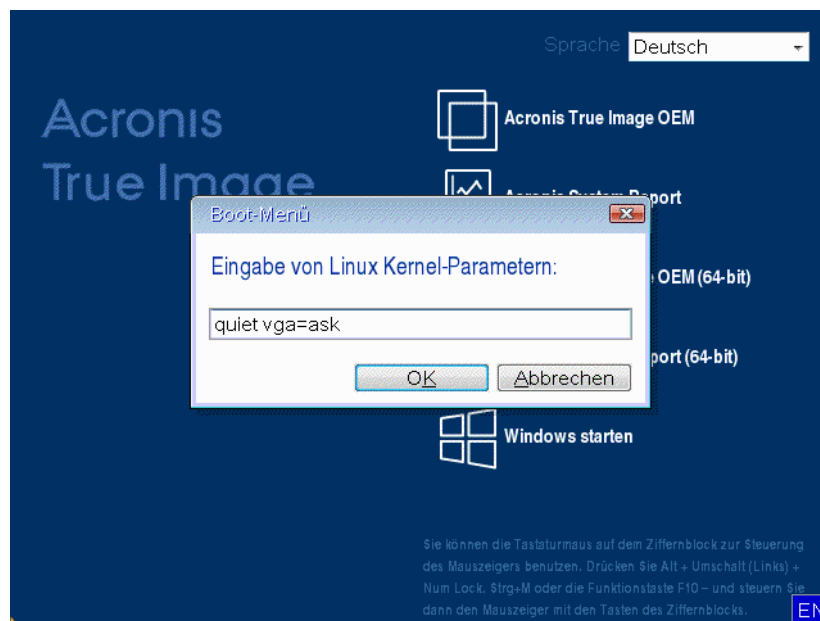 Sprache Deutsch
Acronis
True Image
Acronis True Image OEM
Acronis System Report
Boot-Menü
Eingabe von Linux Kernel-Parametern:
quiet vga=ask
OK Abbrechen
OEM (64-bit)
port (64-bit)
Windows starten
Sie können die Tastaturmaus auf dem Ziffernblock zur Steuerung
des Mauszeigers benutzen. Drücken Sie Alt + Umschalt (Links) +
Num Lock, Strg+M oder die Funktionstaste F10 – und steuern Sie
dann den Mauszeiger mit den Tasten des Ziffernblocks.
EN